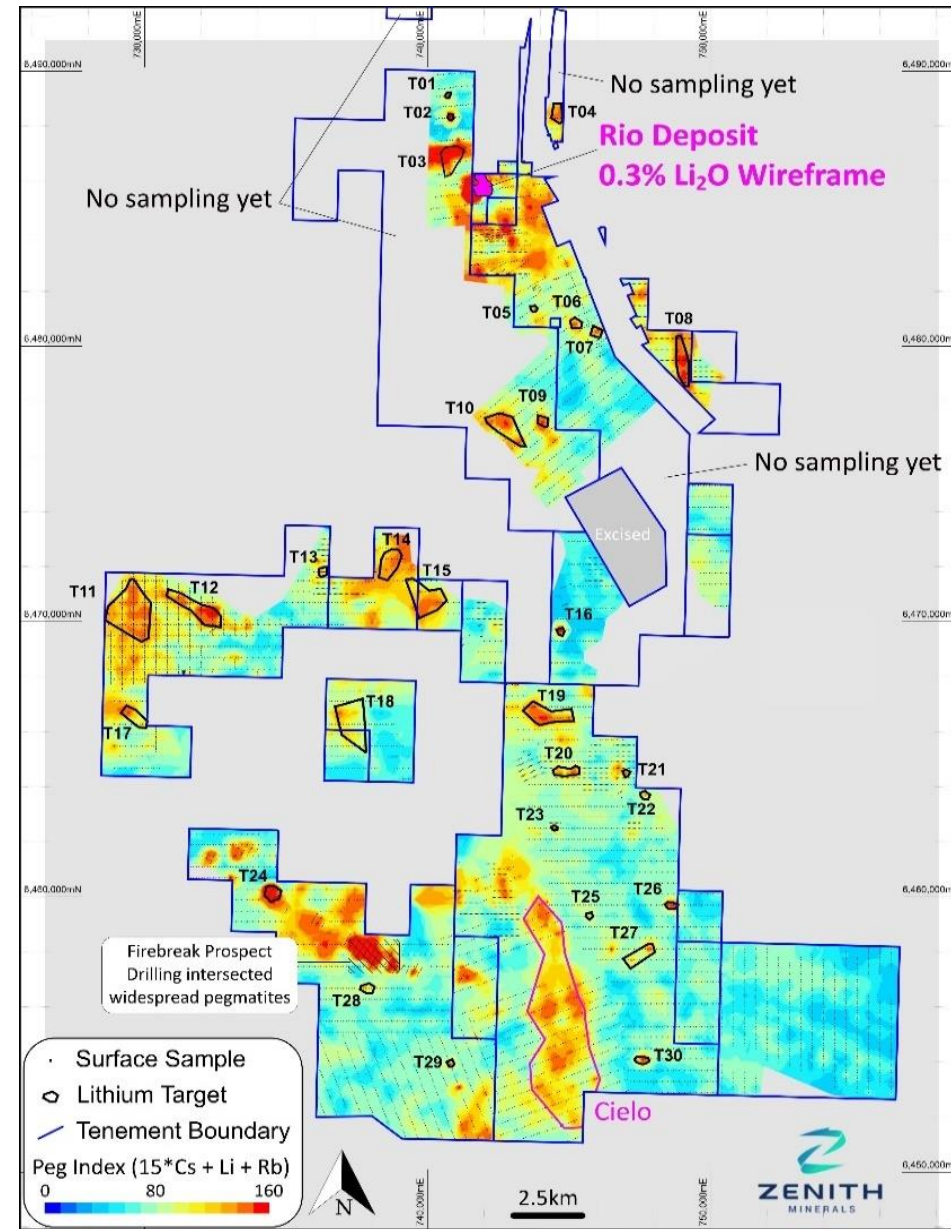 730,000mE
740,000mE
750,000mE
6,490,000mN
6,490,000m
No sampling yet
T01
T02
T03
T04
Rio Deposit
0.3% Li₂O Wireframe
No sampling yet
T05
T06
T07
T08
6,480,000mN
6,480,000m
T09
T10
No sampling yet
Excised
T11
T12
T13
T14
T15
T16
6,470,000mN
6,470,000m
T17
T18
T19
T20
T21
T22
T23
T24
T25
T26
T27
6,460,000mN
6,460,000m
Firebreak Prospect
Drilling intersected
widespread pegmatites
T28
T29
T30
Cielo
Surface Sample
Lithium Target
Tenement Boundary
Peg Index (15*Cs + Li + Rb)
0 80 160
N
2.5km
740,000mE
750,000mE
6,450,000m
ZENITH
MINERALS